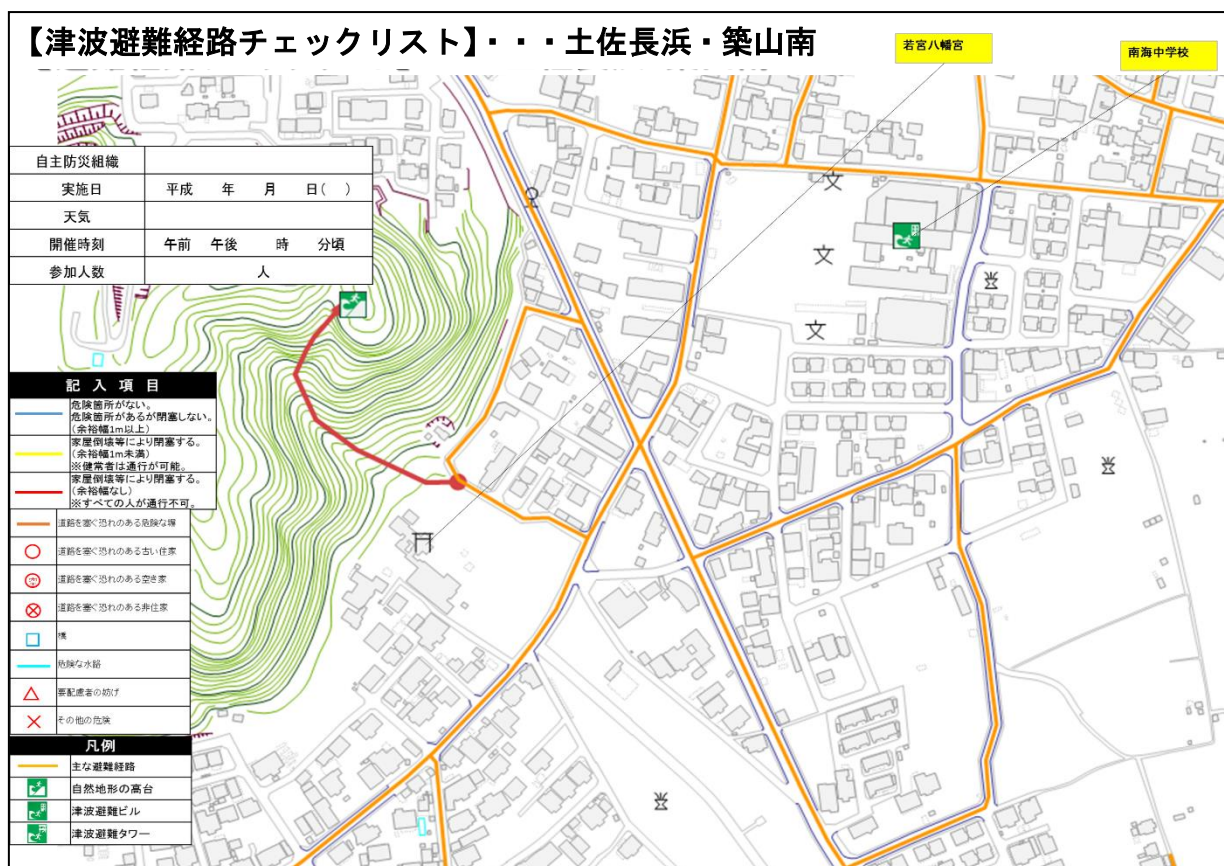 【津波避難経路チェックリスト】・・・土佐長浜・築山南
若宮八幡宮
南海中学校
自主防災組織
実施日 平成 年 月 日( )
天気
開催時刻 午前 午後 時 分頃
参加人数 人
文
文
文
記入項目
危険箇所がない。
危険箇所があるが閉塞しない。
(余裕幅1m以上)
家屋倒壊等により閉塞する。
(余裕幅1m未満)
※健常者は通行が可能。
家屋倒壊等により閉塞する。
(余裕幅なし)
※すべての人が通行不可。
道路を塞ぐ恐れのある危険な塀
道路を塞ぐ恐れのある古い住家
道路を塞ぐ恐れのある空き家
道路を塞ぐ恐れのある非住家
橋
危険な水路
要配慮者の妨げ
その他の危険
凡例
主な避難経路
自然地形の高台
津波避難ビル
津波避難タワー